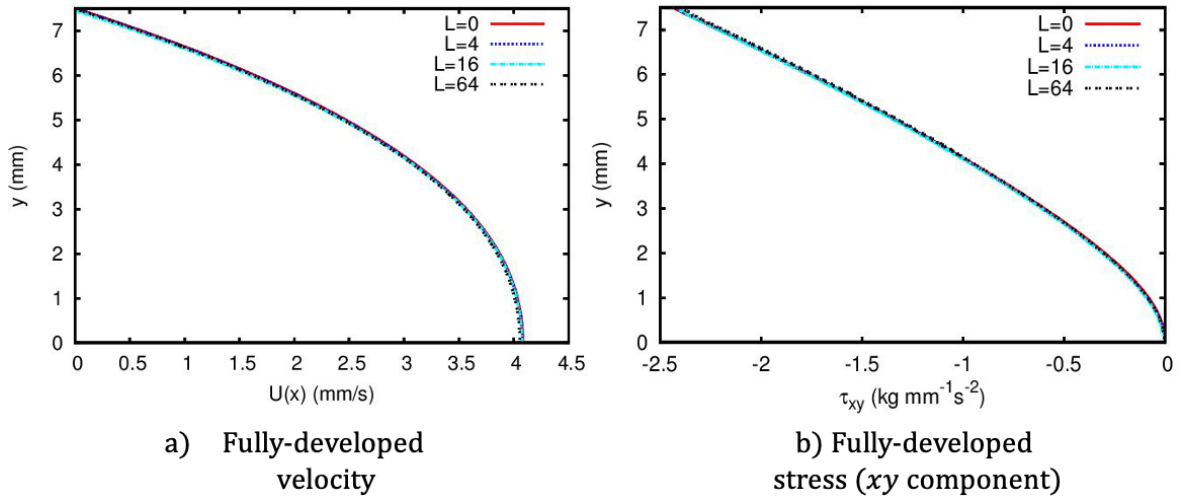 7
6
5
4
3
2
1
0
y (mm)
L=0
L=4
L=16
L=64
0 0.5 1 1.5 2 2.5 3 3.5 4 4.5
U(x) (mm/s)
a) Fully-developed
velocity
7
6
5
4
3
2
1
0
y (mm)
L=0
L=4
L=16
L=64
-2.5 -2 -1.5 -1 -0.5 0
τxy (kg mm⁻¹s⁻²)
b) Fully-developed
stress (xy component)